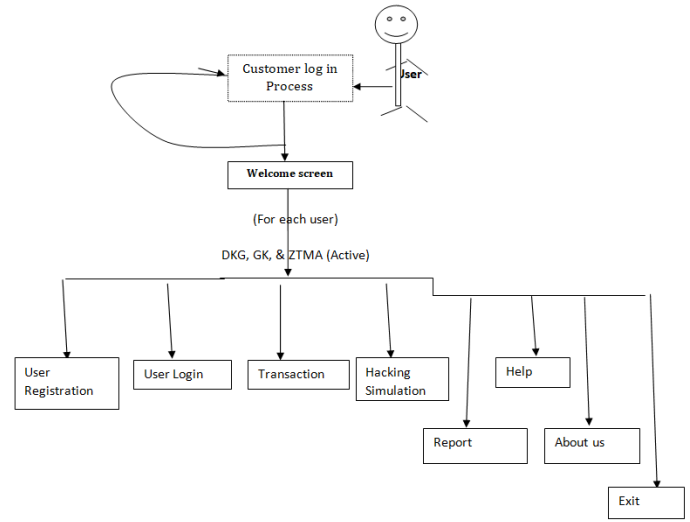 Customer log in
Process
User
Welcome screen
(For each user)
DKG, GK, & ZTMA (Active)
User
Registration
User Login
Transaction
Hacking
Simulation
Help
Report
About us
Exit